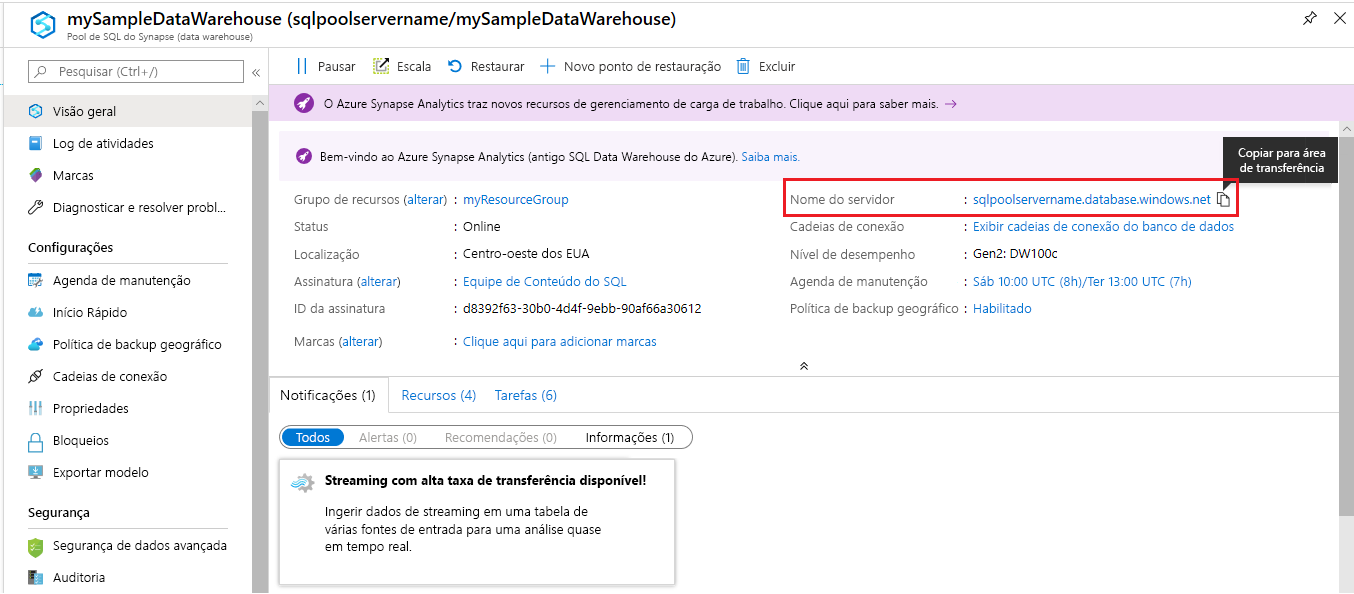 mySampleDataWarehouse (sqlpoolservername/mySampleDataWarehouse)
Pool de SQL do Synapse (data warehouse)
Pesquisar (Ctrl+/)
«
Visão geral
Log de atividades
Marcas
Diagnosticar e resolver probl...
Configurações
Agenda de manutenção
Início Rápido
Política de backup geográfico
Cadeias de conexão
Propriedades
Bloqueios
Exportar modelo
Segurança
Segurança de dados avançada
Auditoria
Pausar Escala Restaurar Novo ponto de restauração Excluir
O Azure Synapse Analytics traz novos recursos de gerenciamento de carga de trabalho. Clique aqui para saber mais. →
Bem-vindo ao Azure Synapse Analytics (antigo SQL Data Warehouse do Azure). Saiba mais.
Copiar para área
de transferência
Grupo de recursos (alterar) : myResourceGroup
Status : Online
Localização : Centro-oeste dos EUA
Assinatura (alterar) : Equipe de Conteúdo do SQL
ID da assinatura : d8392f63-30b0-4d4f-9ebb-90af66a30612
Marcas (alterar) : Clique aqui para adicionar marcas
Nome do servidor : sqlpoolservername.database.windows.net
Cadeias de conexão : Exibir cadeias de conexão do banco de dados
Nível de desempenho : Gen2: DW100c
Agenda de manutenção : Sáb 10:00 UTC (8h)/Ter 13:00 UTC (7h)
Política de backup geográfico : Habilitado
Notificações (1) Recursos (4) Tarefas (6)
Todos Alertas (0) Recomendações (0) Informações (1)
Streaming com alta taxa de transferência disponível!
Ingerir dados de streaming em uma tabela de
várias fontes de entrada para uma análise quase
em tempo real.